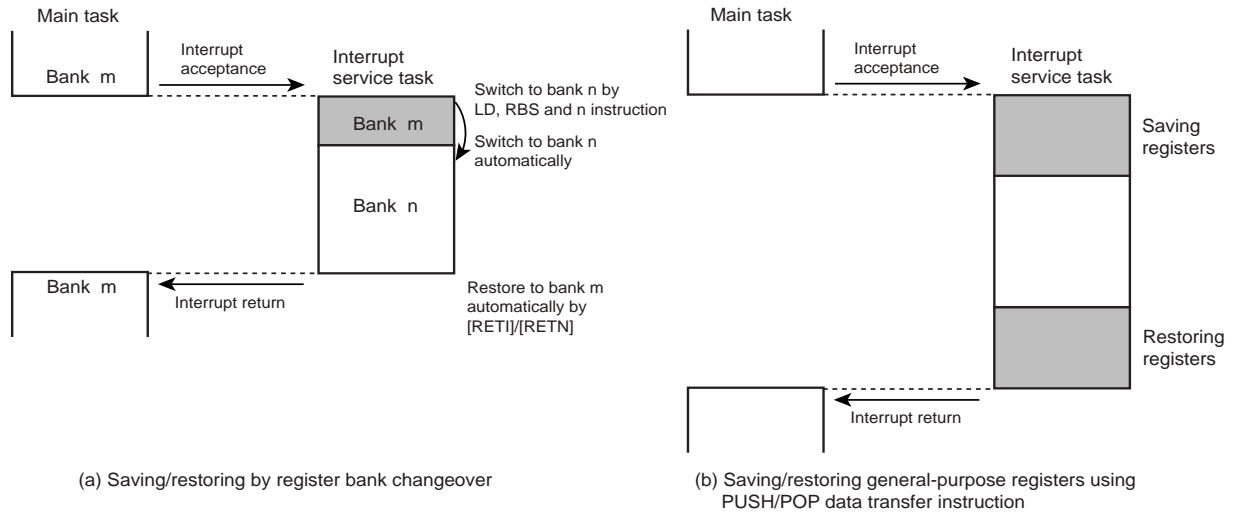 Main task
Bank m
Interrupt
acceptance
Interrupt
service task
Bank m
Switch to bank n by
LD, RBS and n instruction
Switch to bank n
automatically
Bank n
Bank m
Interrupt return
Restore to bank m
automatically by
[RETI]/[RETN]
(a) Saving/restoring by register bank changeover
Main task
Interrupt
acceptance
Interrupt
service task
Saving
registers
Restoring
registers
Interrupt return
(b) Saving/restoring general-purpose registers using
PUSH/POP data transfer instruction